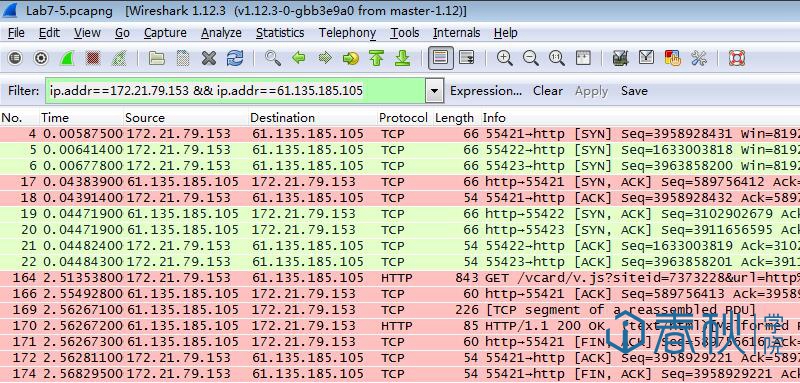 Lab7-5.pcapng [Wireshark 1.12.3 (v1.12.3-0-gbb3e9a0 from master-1.12)]
File Edit View Go Capture Analyze Statistics Telephony Tools Internals Help
Filter: ip.addr==172.21.79.153 && ip.addr==61.135.185.105 Expression... Clear Apply Save
No. Time Source Destination Protocol Length Info
4 0.00587500 172.21.79.153 61.135.185.105 TCP 66 55421→http [SYN] Seq=3958928431 Win=8192
5 0.00641400 172.21.79.153 61.135.185.105 TCP 66 55422→http [SYN] Seq=1633003818 Win=8192
6 0.00677800 172.21.79.153 61.135.185.105 TCP 66 55423→http [SYN] Seq=3963858200 Win=8192
17 0.04383900 61.135.185.105 172.21.79.153 TCP 66 http→55421 [SYN, ACK] Seq=589756412 Ack=
18 0.04391400 172.21.79.153 61.135.185.105 TCP 54 55421→http [ACK] Seq=3958928432 Ack=5897
19 0.04471900 61.135.185.105 172.21.79.153 TCP 66 http→55422 [SYN, ACK] Seq=3102902679 Ack
20 0.04471900 61.135.185.105 172.21.79.153 TCP 66 http→55423 [SYN, ACK] Seq=3911656595 Ack
21 0.04482400 172.21.79.153 61.135.185.105 TCP 54 55422→http [ACK] Seq=1633003819 Ack=3102
22 0.04484300 172.21.79.153 61.135.185.105 TCP 54 55423→http [ACK] Seq=3963858201 Ack=3911
164 2.51353800 172.21.79.153 61.135.185.105 HTTP 843 GET /vcard/v.js?siteid=7373228&url=http%
166 2.55492800 61.135.185.105 172.21.79.153 TCP 60 http→55421 [ACK] Seq=589756413 Ack=39589
169 2.56267100 61.135.185.105 172.21.79.153 TCP 226 [TCP segment of a reassembled PDU]
170 2.56267200 61.135.185.105 172.21.79.153 HTTP 85 HTTP/1.1 200 OK (text/html)[Malformed P
171 2.56267300 61.135.185.105 172.21.79.153 TCP 60 http→55421 [FIN, ACK] Seq=589756616 Ack=
172 2.56281100 172.21.79.153 61.135.185.105 TCP 54 55421→http [ACK] Seq=3958929221 Ack=
174 2.56829500 172.21.79.153 61.135.185.105 TCP 54 55421→http [FIN, ACK] Seq=3958929221 Ack
春秋学院